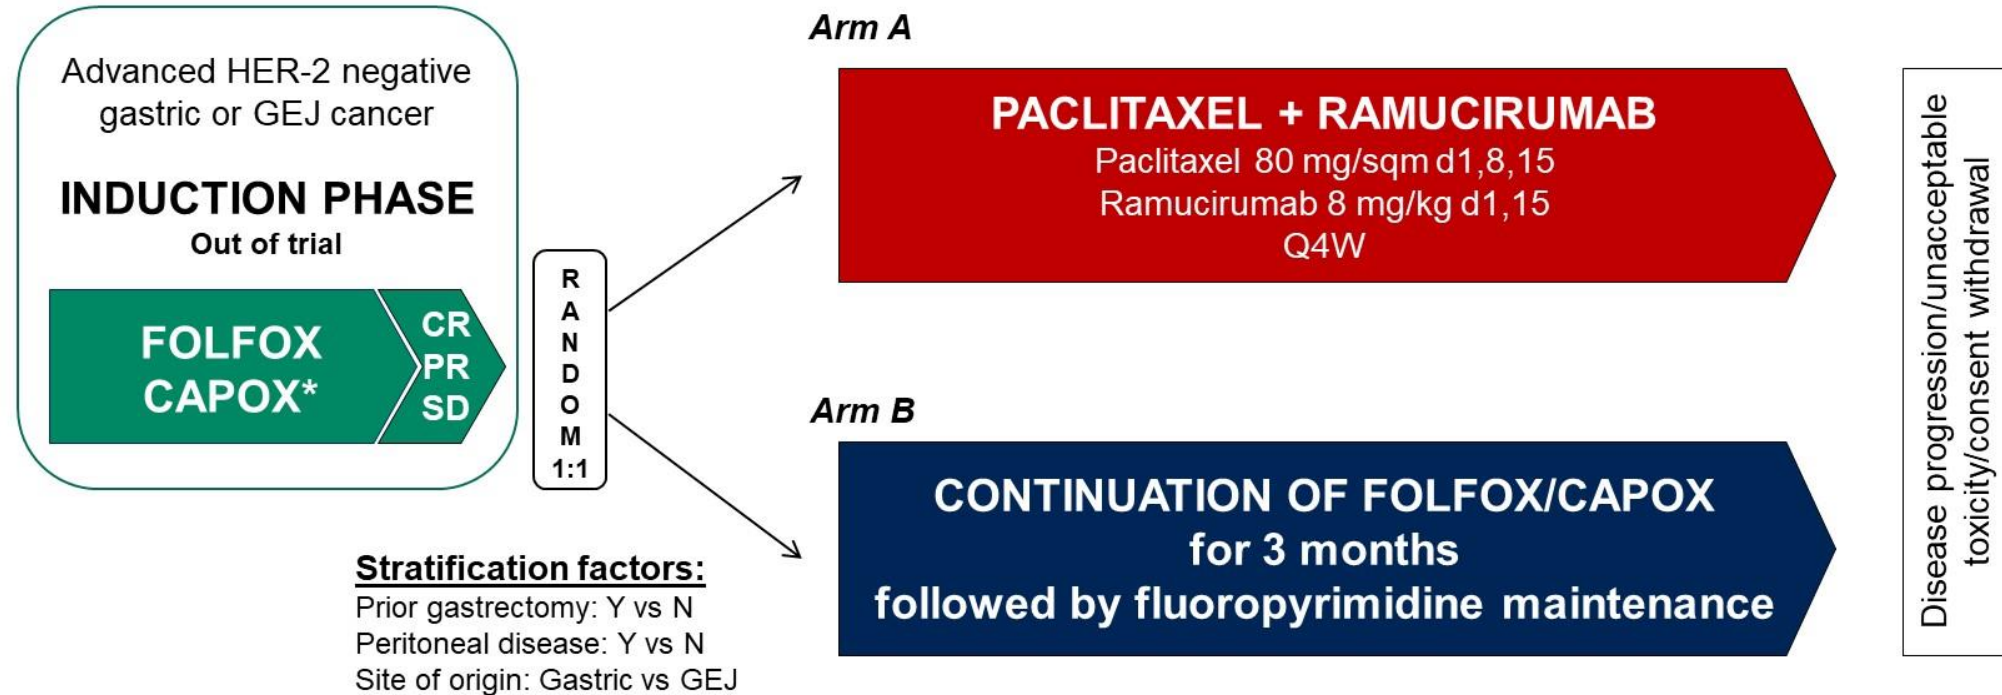 Advanced HER-2 negative
gastric or GEJ cancer
INDUCTION PHASE
Out of trial
FOLFOX
CAPOX*
CR
PR
SD
R
A
N
D
O
M
1:1
Stratification factors:
Prior gastrectomy: Y vs N
Peritoneal disease: Y vs N
Site of origin: Gastric vs GEJ
Arm A
PACLITAXEL + RAMUCIRUMAB
Paclitaxel 80 mg/sqm d1,8,15
Ramucirumab 8 mg/kg d1,15
Q4W
Arm B
CONTINUATION OF FOLFOX/CAPOX
for 3 months
followed by fluoropyrimidine maintenance
Disease progression/unacceptable
toxicity/consent withdrawal